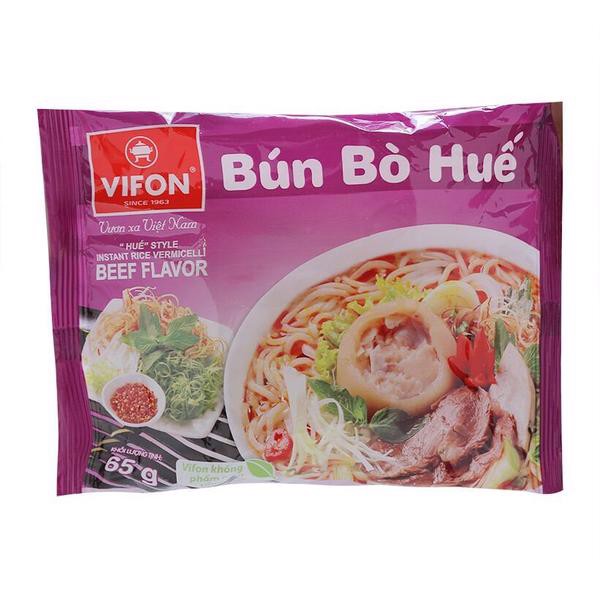 VIFON®
SINCE 1963
Vươn xa Việt Nam
Bún Bò Huế
"HUẾ" STYLE
INSTANT RICE VERMICELLI
BEEF FLAVOR
KHỐI LƯỢNG TỊNH:
65 g
Vifon không
phẩm